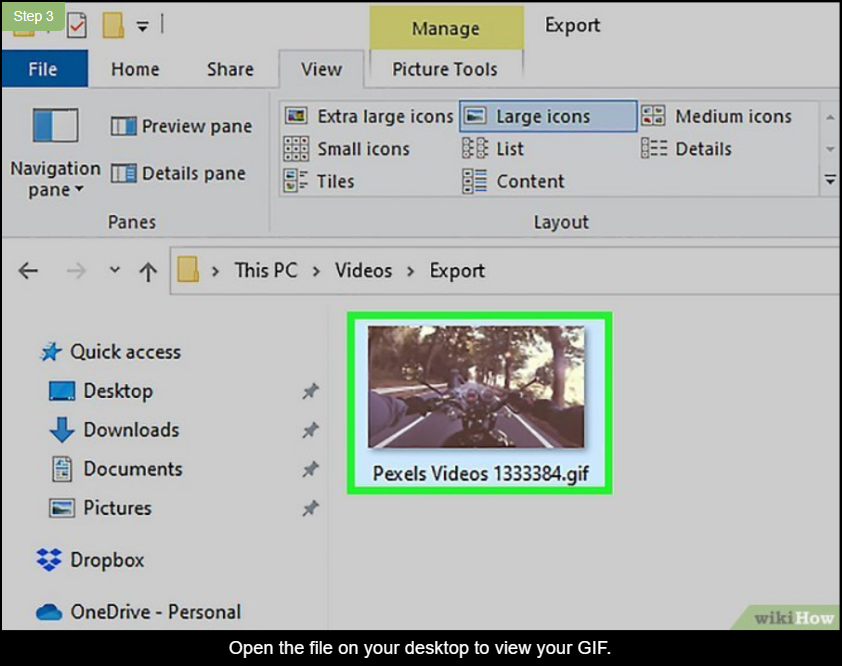 Step 3
Manage
Export
File
Home
Share
View
Picture Tools
Preview pane
Details pane
Navigation
pane
Panes
Extra large icons
Large icons
Medium icons
Small icons
List
Details
Tiles
Content
Layout
This PC > Videos > Export
Quick access
Desktop
Downloads
Documents
Pictures
Dropbox
OneDrive - Personal
Pexels Videos 1333384.gif
wikiHow
Open the file on your desktop to view your GIF.